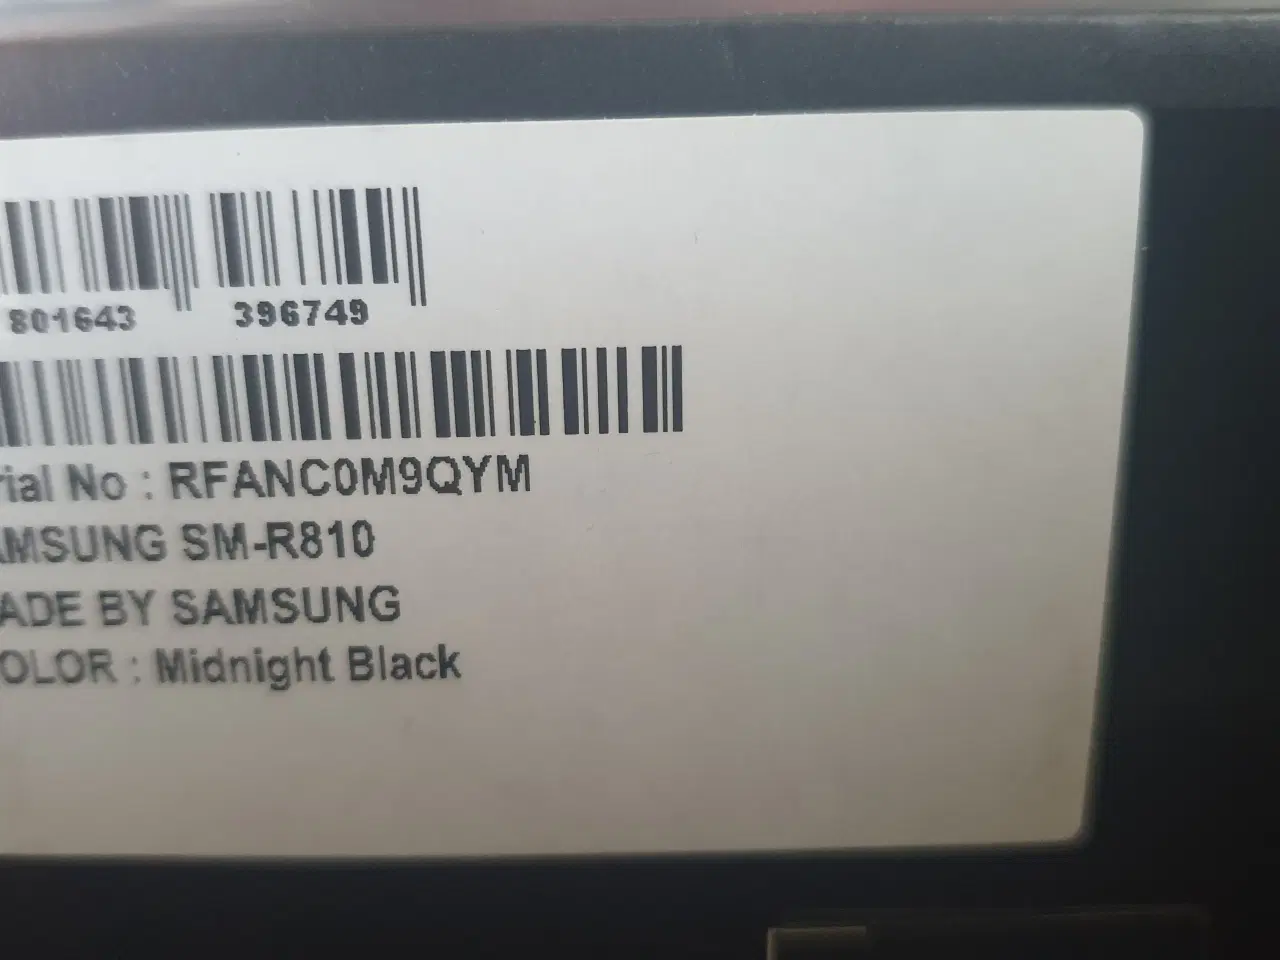 801643 396749
rial No : RFANC0M9QYM
AMSUNG SM-R810
ADE BY SAMSUNG
OLOR : Midnight Black